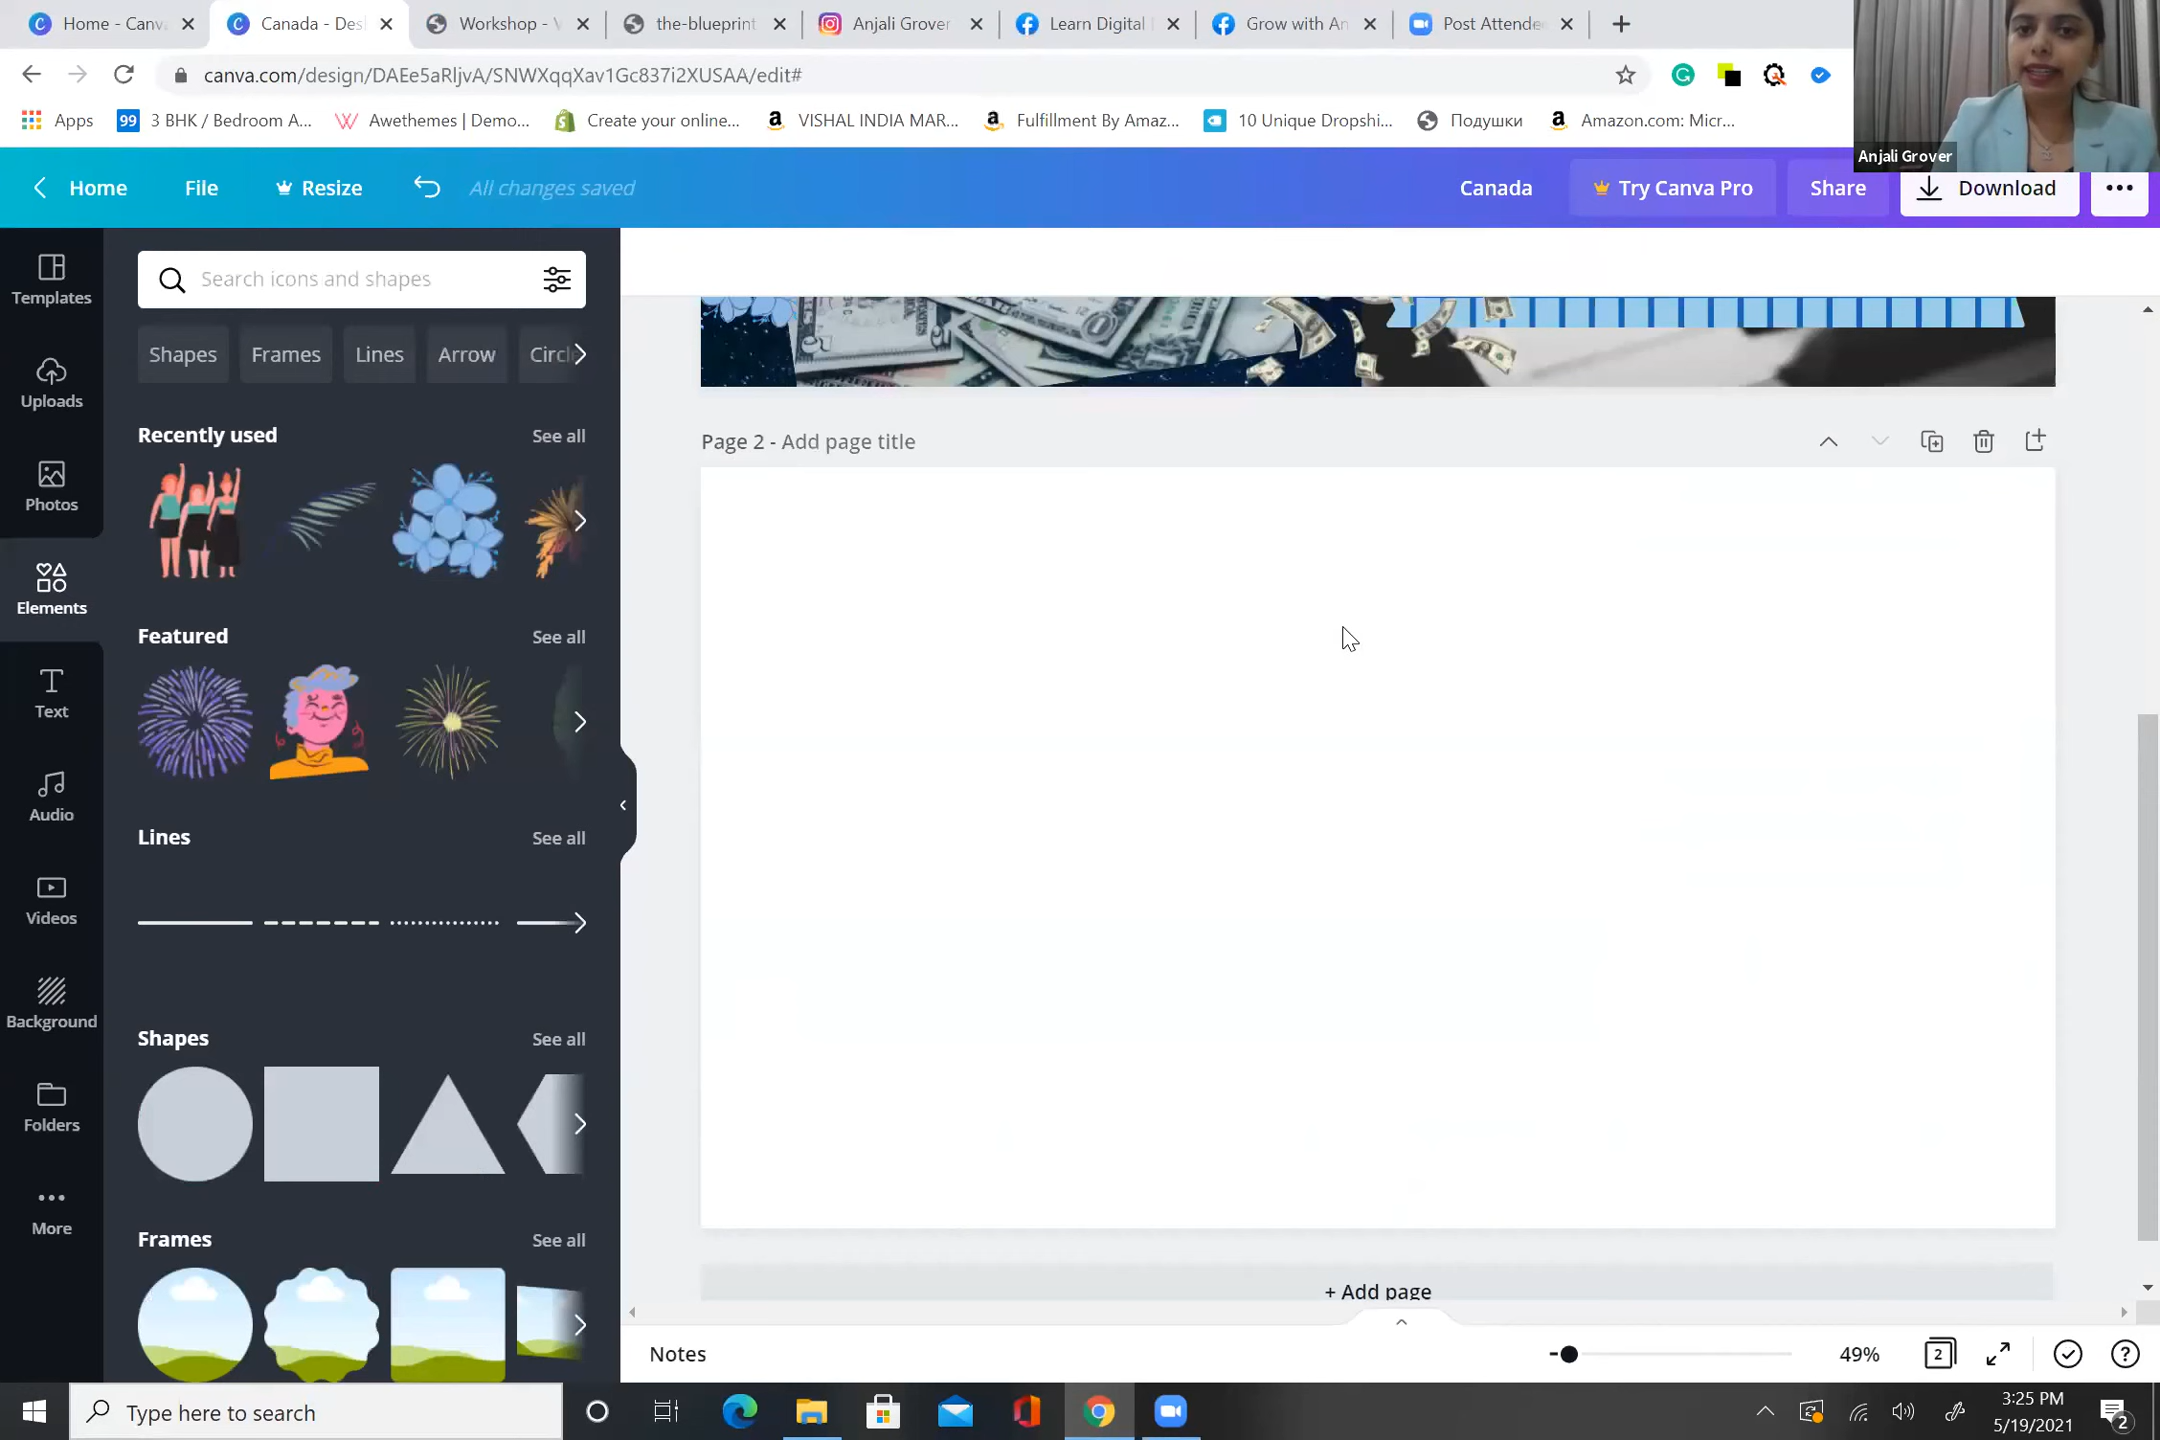 Home - Canv
Canada - Des
Workshop - V
the-blueprint
Anjali Grover
Learn Digital
Grow with An
Post Attende
canva.com/design/DAEe5aRljvA/SNWXqqXav1Gc837i2XUSAA/edit#
Apps
99
3 BHK / Bedroom A...
Awethemes | Demo...
Create your online...
VISHAL INDIA MAR...
Fulfillment By Amaz...
10 Unique Dropshi...
Подушки
Amazon.com: Micr...
Anjali Grover
Home
File
Resize
All changes saved
Canada
Try Canva Pro
Share
Download
Templates
Uploads
Photos
Elements
Text
Audio
Videos
Background
Folders
More
Search icons and shapes
Shapes
Frames
Lines
Arrow
Circl
Recently used
See all
Featured
See all
Lines
See all
Shapes
See all
Frames
See all
Page 2 - Add page title
+ Add page
Notes
49%
2
Type here to search
3:25 PM
5/19/2021
2